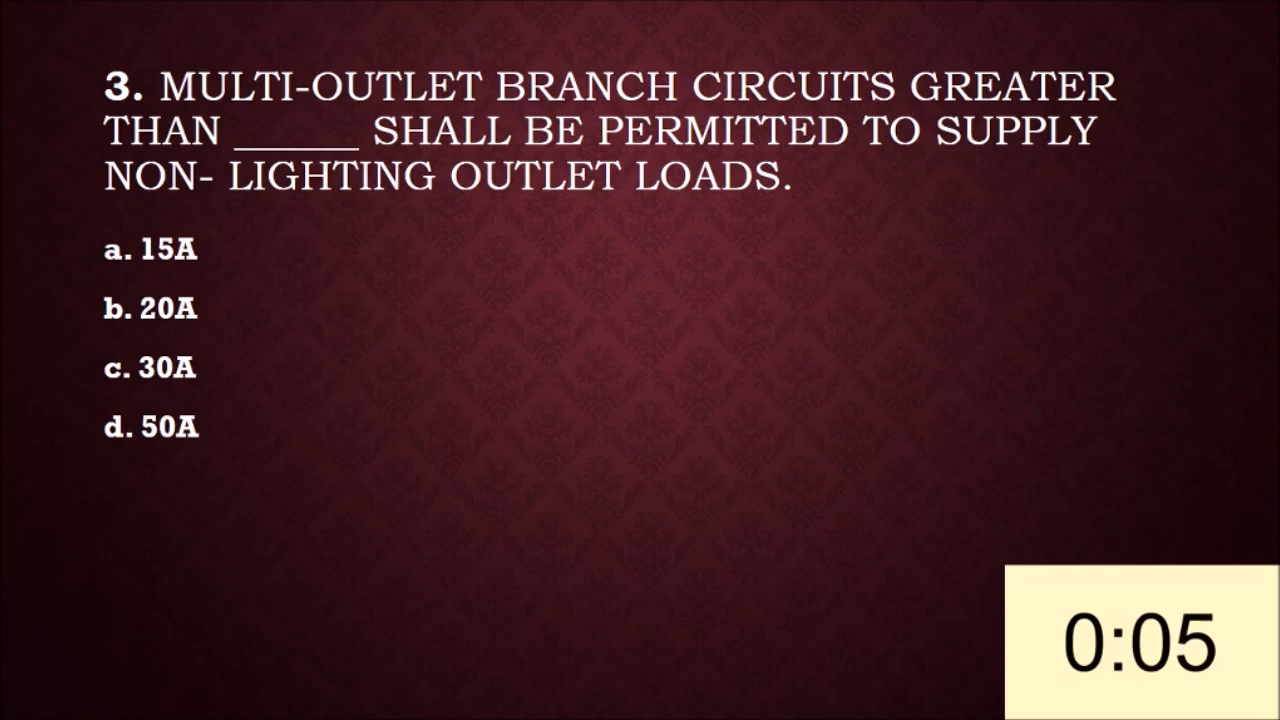 3. MULTI-OUTLET BRANCH CIRCUITS GREATER
THAN ______ SHALL BE PERMITTED TO SUPPLY
NON- LIGHTING OUTLET LOADS.
a. 15A
b. 20A
c. 30A
d. 50A
0:05